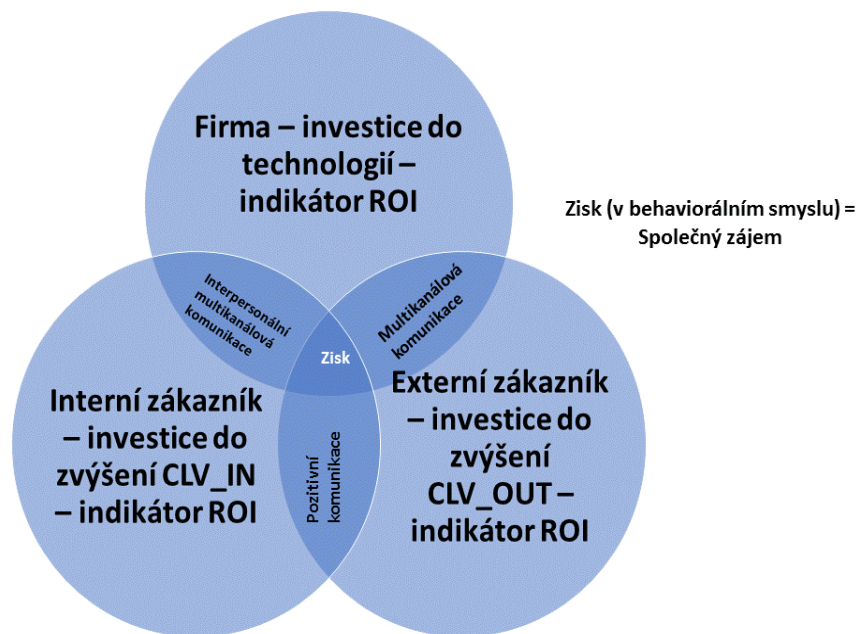 Firma – investice do
technologií –
indikátor ROI
Zisk (v behaviorálním smyslu) =
Společný zájem
Interpersonální
multikanálová
komunikace
Multikanálová
komunikace
Zisk
Interní zákazník
– investice do
zvýšení CLV_IN
– indikátor ROI
Externí zákazník
– investice do
zvýšení
CLV_OUT –
indikátor ROI
Pozitivní
komunikace